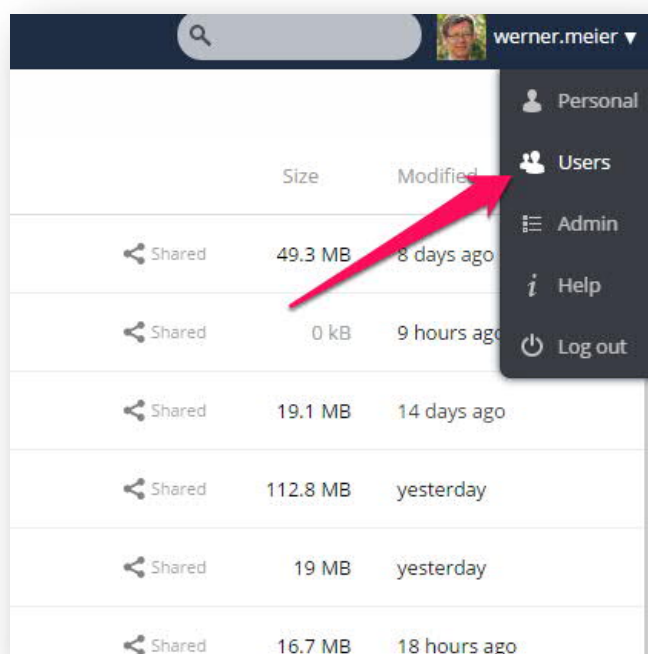 werner.meier ▼
Personal
Users
Admin
Help
Log out
Size Modified
Shared 49.3 MB 8 days ago
Shared 0 kB 9 hours ago
Shared 19.1 MB 14 days ago
Shared 112.8 MB yesterday
Shared 19 MB yesterday
Shared 16.7 MB 18 hours ago